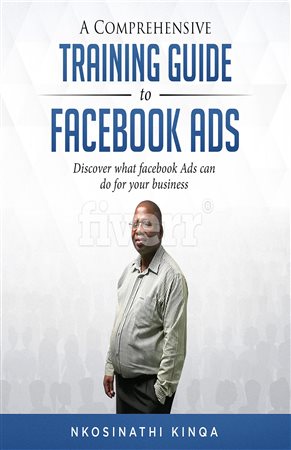 A COMPREHENSIVE
TRAINING GUIDE
to
FACEBOOK ADS
Discover what facebook Ads can
do for your business
fiverr®
NKOSINATHI KINQA